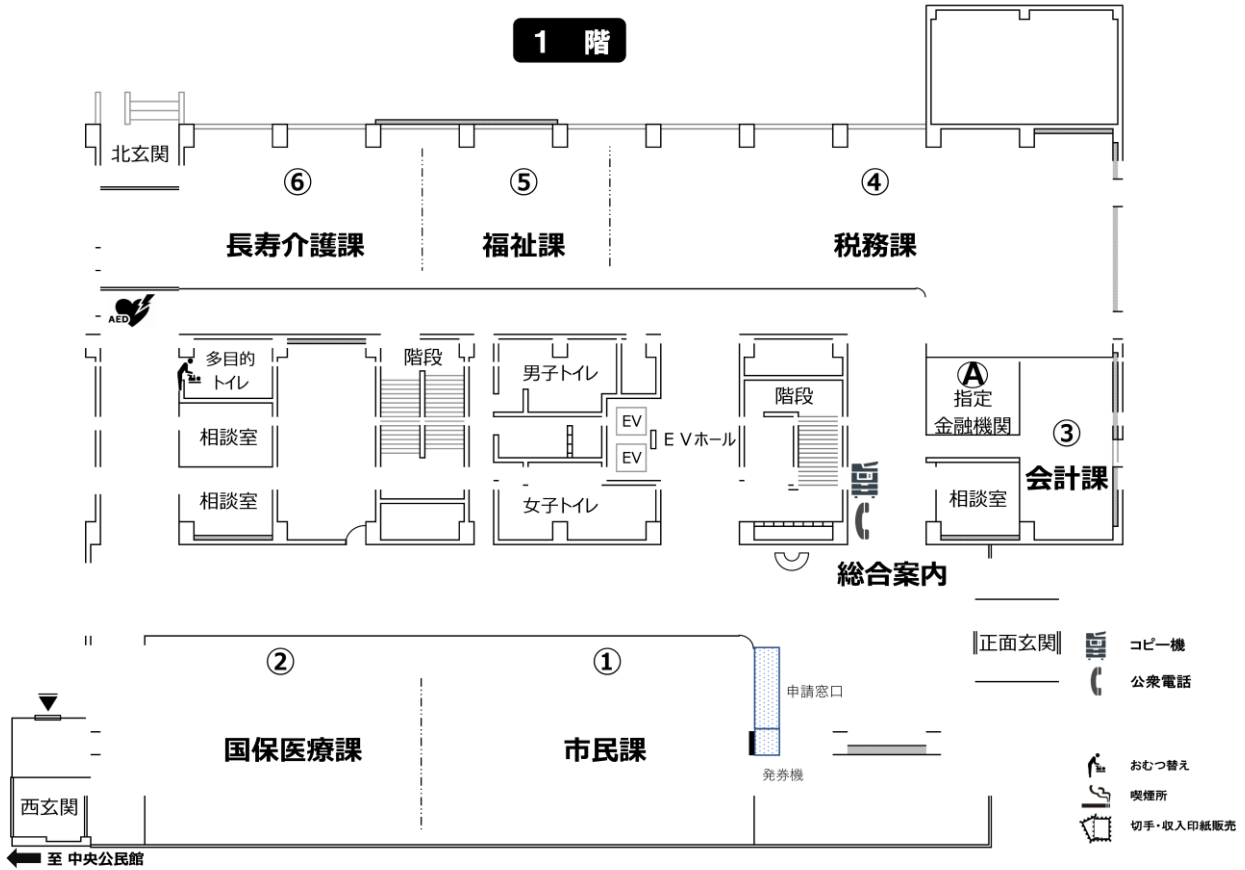 1 階
北玄関
⑥
⑤
④
長寿介護課
福祉課
税務課
AED
多目的
トイレ
階段
男子トイレ
階段
A
指定
金融機関
③
会計課
相談室
EV
EV
EVホール
相談室
女子トイレ
相談室
総合案内
正面玄関
コピー機
公衆電話
②
①
申請窓口
国保医療課
市民課
発券機
おむつ替え
喫煙所
切手・収入印紙販売
西玄関
至 中央公民館